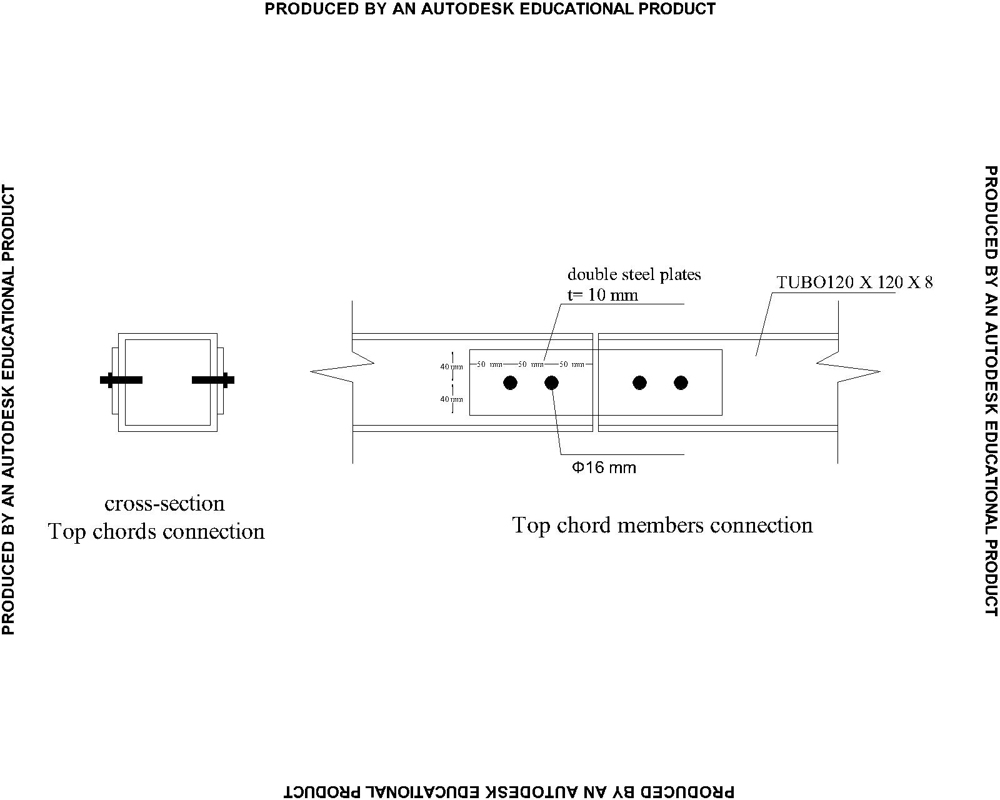 PRODUCED BY AN AUTODESK EDUCATIONAL PRODUCT
PRODUCED BY AN AUTODESK EDUCATIONAL PRODUCT
PRODUCED BY AN AUTODESK EDUCATIONAL PRODUCT
double steel plates
t= 10 mm
TUBO120 X 120 X 8
50 mm
50 mm
50 mm
40 mm
40 mm
Φ16 mm
cross-section
Top chords connection
Top chord members connection
PRODUCED BY AN AUTODESK EDUCATIONAL PRODUCT